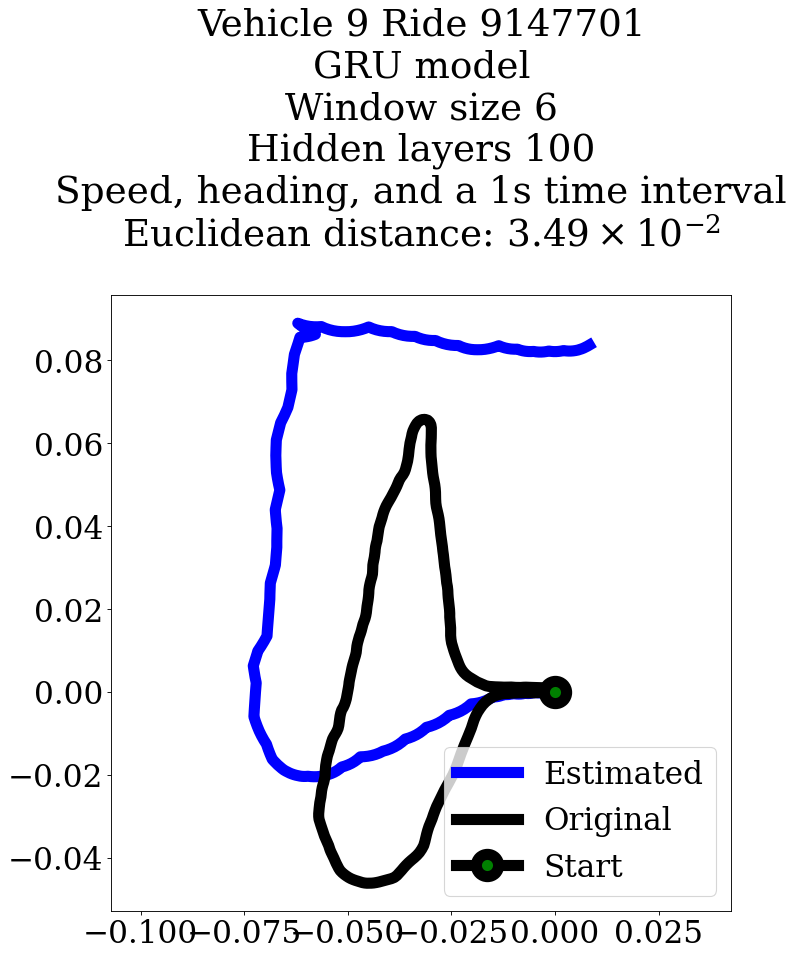 Vehicle 9 Ride 9147701
GRU model
Window size 6
Hidden layers 100
Speed, heading, and a 1s time interval
Euclidean distance: 3.49 × 10⁻²
0.08
0.06
0.04
0.02
0.00
−0.02
−0.04
Estimated
Original
Start
−0.100 −0.075 −0.050 −0.025 0.000 0.025